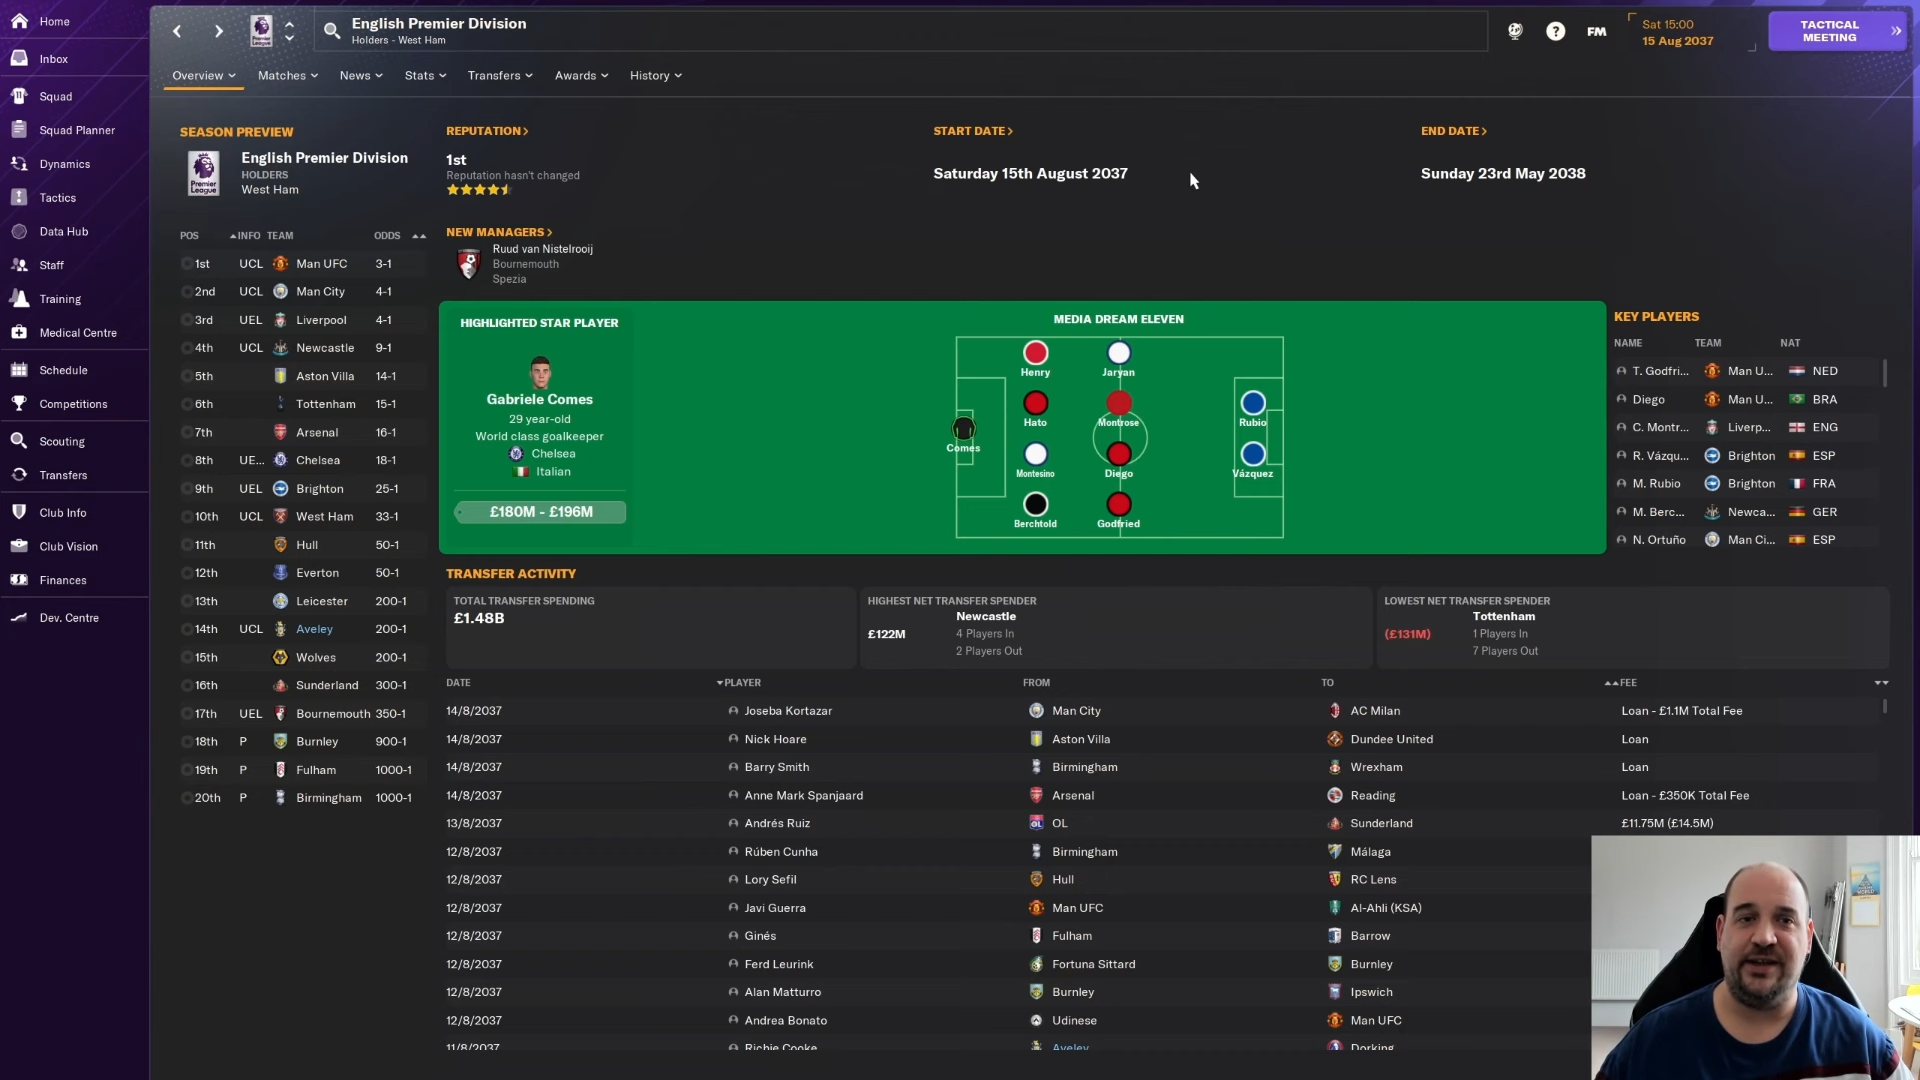 Home
Inbox
Squad
Squad Planner
Dynamics
Tactics
Data Hub
Staff
Training
Medical Centre
Schedule
Competitions
Scouting
Transfers
Club Info
Club Vision
Finances
Dev. Centre
English Premier Division
Holders - West Ham
FM
Sat 15:00
15 Aug 2037
TACTICAL
MEETING
Overview Matches News Stats Transfers Awards History
SEASON PREVIEW
English Premier Division
HOLDERS
West Ham
POS INFO TEAM ODDS
1st UCL Man UFC 3-1
2nd UCL Man City 4-1
3rd UEL Liverpool 4-1
4th UCL Newcastle 9-1
5th Aston Villa 14-1
6th Tottenham 15-1
7th Arsenal 16-1
8th UE... Chelsea 18-1
9th UEL Brighton 25-1
10th UCL West Ham 33-1
11th Hull 50-1
12th Everton 50-1
13th Leicester 200-1
14th UCL Aveley 200-1
15th Wolves 200-1
16th Sunderland 300-1
17th UEL Bournemouth 350-1
18th P Burnley 900-1
19th P Fulham 1000-1
20th P Birmingham 1000-1
REPUTATION
1st
Reputation hasn't changed
START DATE
Saturday 15th August 2037
END DATE
Sunday 23rd May 2038
NEW MANAGERS
Ruud van Nistelrooij
Bournemouth
Spezia
HIGHLIGHTED STAR PLAYER
Gabriele Comes
29 year-old
World class goalkeeper
Chelsea
Italian
£180M - £196M
MEDIA DREAM ELEVEN
Henry Jaryan
Hato Montrose Rubio
Comes
Montesino Diego Vázquez
Berchtold Godfried
KEY PLAYERS
NAME TEAM NAT
T. Godfri... Man U... NED
Diego Man U... BRA
C. Montr... Liverp... ENG
R. Vázqu... Brighton ESP
M. Rubio Brighton FRA
M. Berc... Newca... GER
N. Ortuño Man Ci... ESP
TRANSFER ACTIVITY
TOTAL TRANSFER SPENDING
£1.48B
HIGHEST NET TRANSFER SPENDER
Newcastle
£122M 4 Players In
2 Players Out
LOWEST NET TRANSFER SPENDER
Tottenham
(£131M) 1 Players In
7 Players Out
DATE PLAYER FROM TO FEE
14/8/2037 Joseba Kortazar Man City AC Milan Loan - £1.1M Total Fee
14/8/2037 Nick Hoare Aston Villa Dundee United Loan
14/8/2037 Barry Smith Birmingham Wrexham Loan
14/8/2037 Anne Mark Spanjaard Arsenal Reading Loan - £350K Total Fee
13/8/2037 Andrés Ruiz OL Sunderland £11.75M (£14.5M)
12/8/2037 Rúben Cunha Birmingham Málaga
12/8/2037 Lory Sefil Hull RC Lens
12/8/2037 Javi Guerra Man UFC Al-Ahli (KSA)
12/8/2037 Ginés Fulham Barrow
12/8/2037 Ferd Leurink Fortuna Sittard Burnley
12/8/2037 Alan Matturro Burnley Ipswich
12/8/2037 Andrea Bonato Udinese Man UFC
11/8/2037 Richie Cooke Aveley Dorking